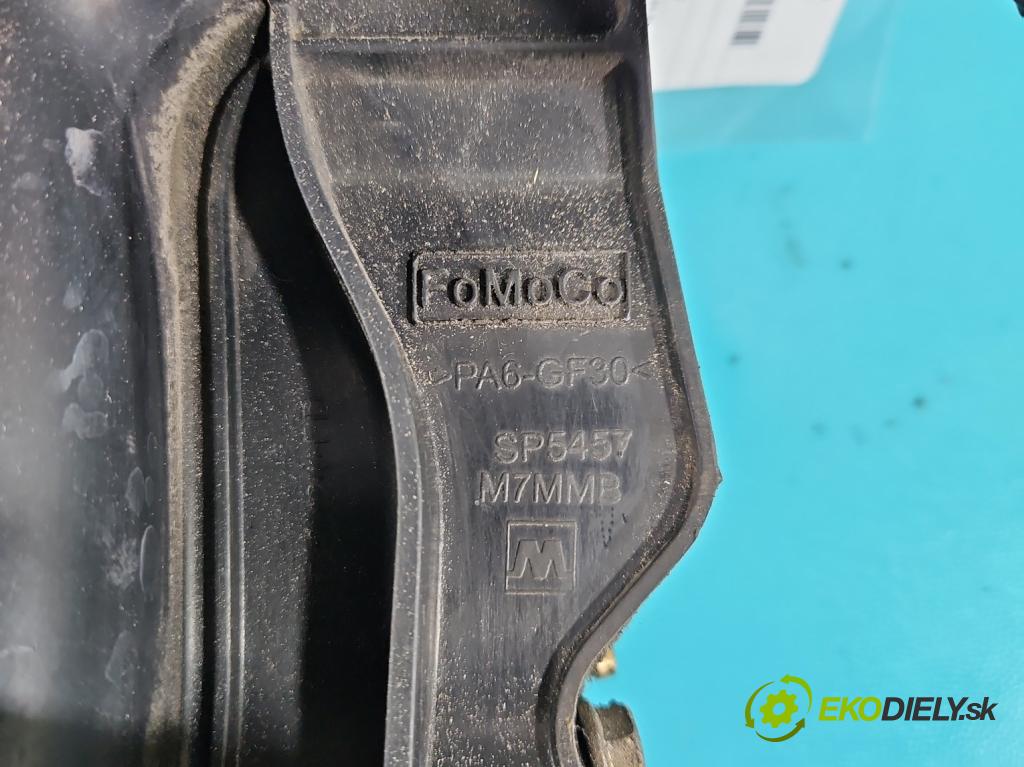 FoMoCo
>PA6-GF30<
SP5457
M7MMB
M
EKODIELY.sk